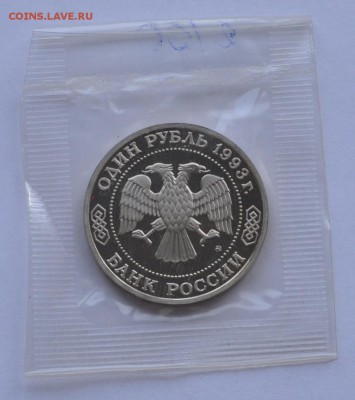 COINS.LAVE.RU
ОДИН РУБЛЬ 1993 г.
БАНК РОССИИ